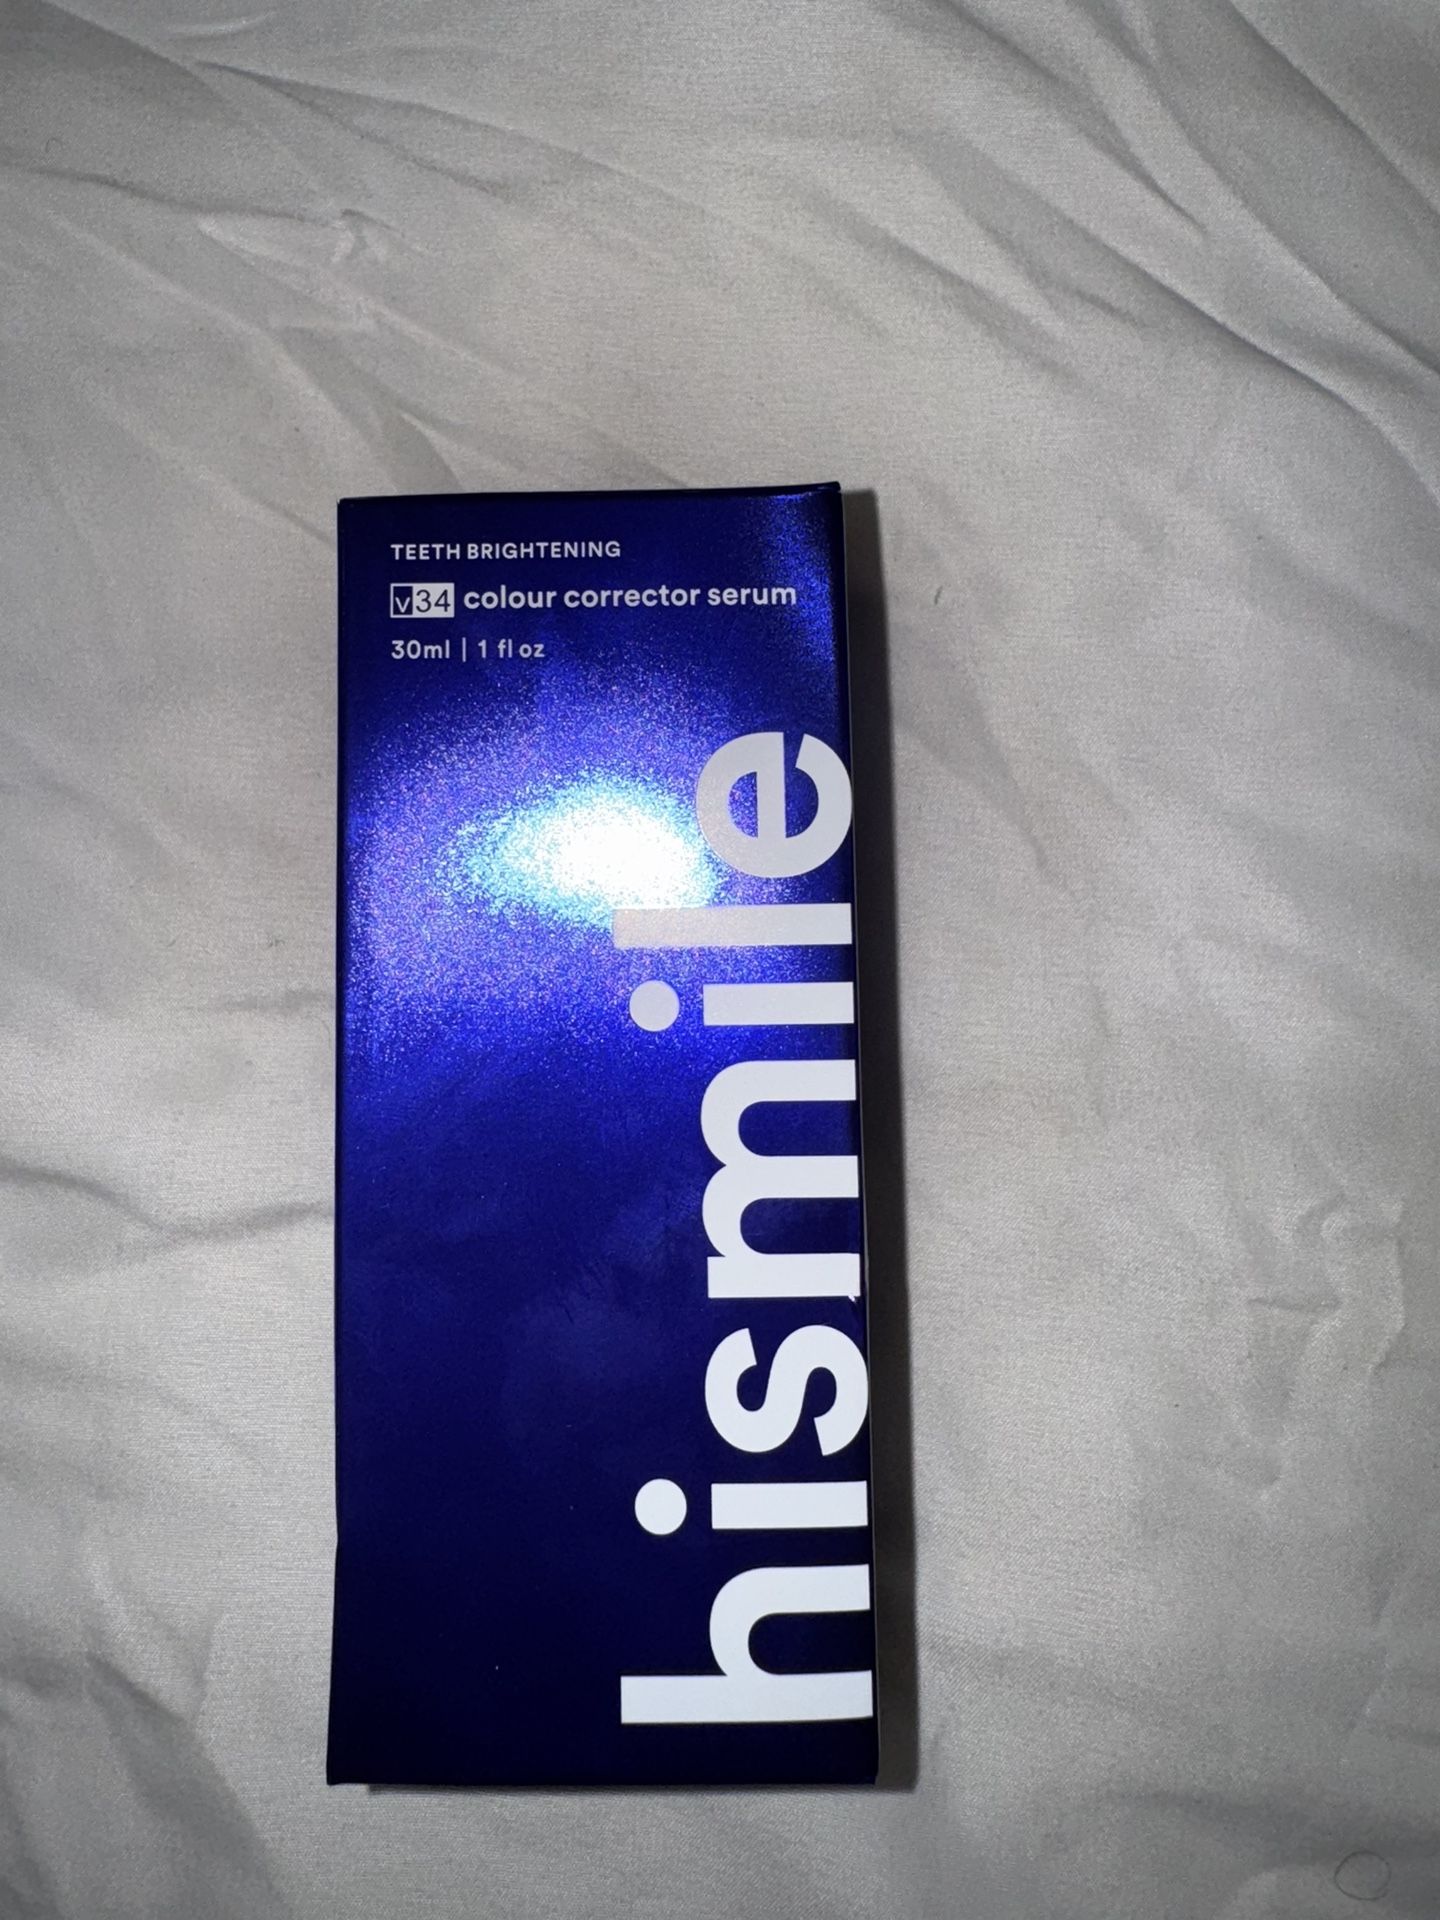 TEETH BRIGHTENING
v34 colour corrector serum
30ml | 1 fl oz
hismile